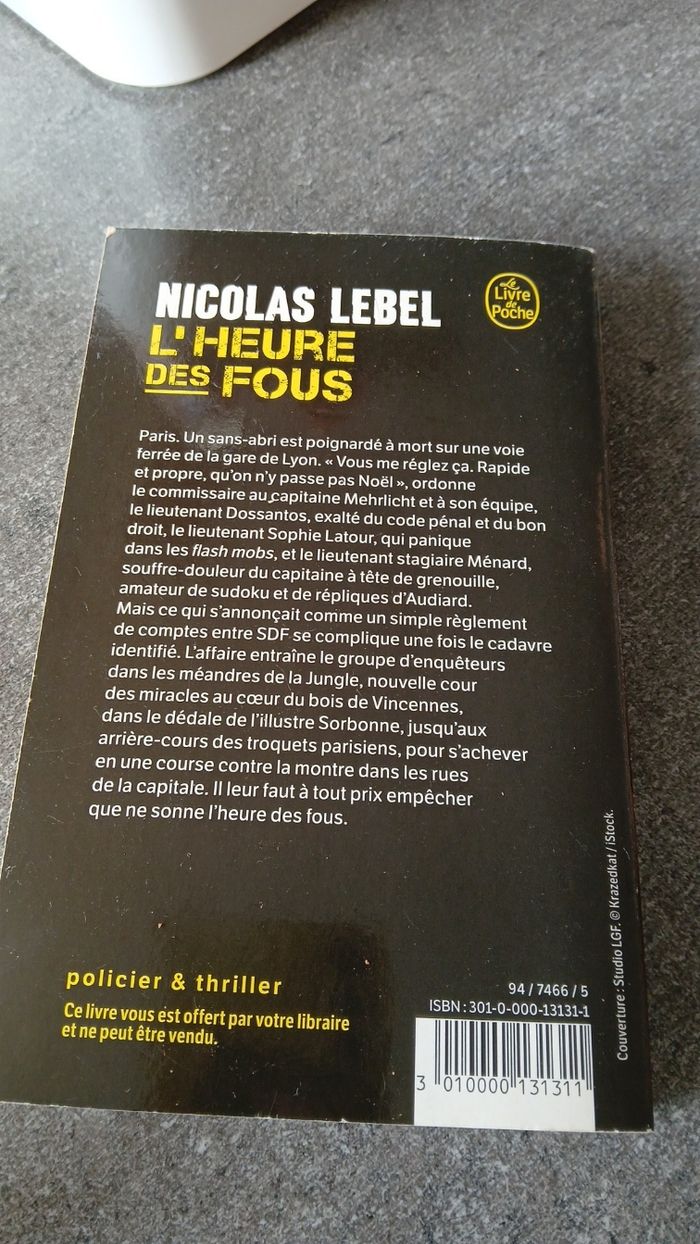 NICOLAS LEBEL
L'HEURE
DES FOUS
Le
Livre
de
Poche
Paris. Un sans-abri est poignardé à mort sur une voie
ferrée de la gare de Lyon. « Vous me réglez ça. Rapide
et propre, qu'on n'y passe pas Noël », ordonne
le commissaire au capitaine Mehrlicht et à son équipe,
le lieutenant Dossantos, exalté du code pénal et du bon
droit, le lieutenant Sophie Latour, qui panique
dans les flash mobs, et le lieutenant stagiaire Ménard,
souffre-douleur du capitaine à tête de grenouille,
amateur de sudoku et de répliques d'Audiard.
Mais ce qui s'annonçait comme un simple règlement
de comptes entre SDF se complique une fois le cadavre
identifié. L'affaire entraîne le groupe d'enquêteurs
dans les méandres de la Jungle, nouvelle cour
des miracles au cœur du bois de Vincennes,
dans le dédale de l'illustre Sorbonne, jusqu'aux
arrière-cours des troquets parisiens, pour s'achever
en une course contre la montre dans les rues
de la capitale. Il leur faut à tout prix empêcher
que ne sonne l'heure des fous.
policier & thriller
Ce livre vous est offert par votre libraire
et ne peut être vendu.
94 / 7466 / 5
ISBN : 301-0-000-13131-1
3 010000 131311
Couverture : Studio LGF. © Krazedkat / iStock.